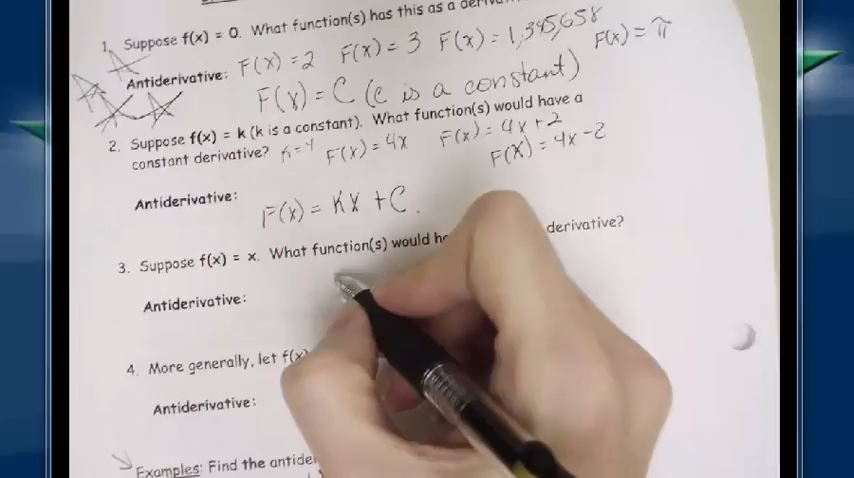 1. Suppose f(x) = 0. What function(s) has this as a
Antiderivative: F(x) = 2 F(x) = 3 F(x) = 1,345,658 F(x) = π
F(x) = C (c is a constant)
2. Suppose f(x) = k (k is a constant). What function(s) would have a
constant derivative? K=4 F(x) = 4x F(x) = 4x+2
F(x) = 4x-2
Antiderivative: F(x) = Kx + C.
3. Suppose f(x) = x. What function(s) would derivative?
Antiderivative:
4. More generally, let f(x)
Antiderivative:
Examples: Find the